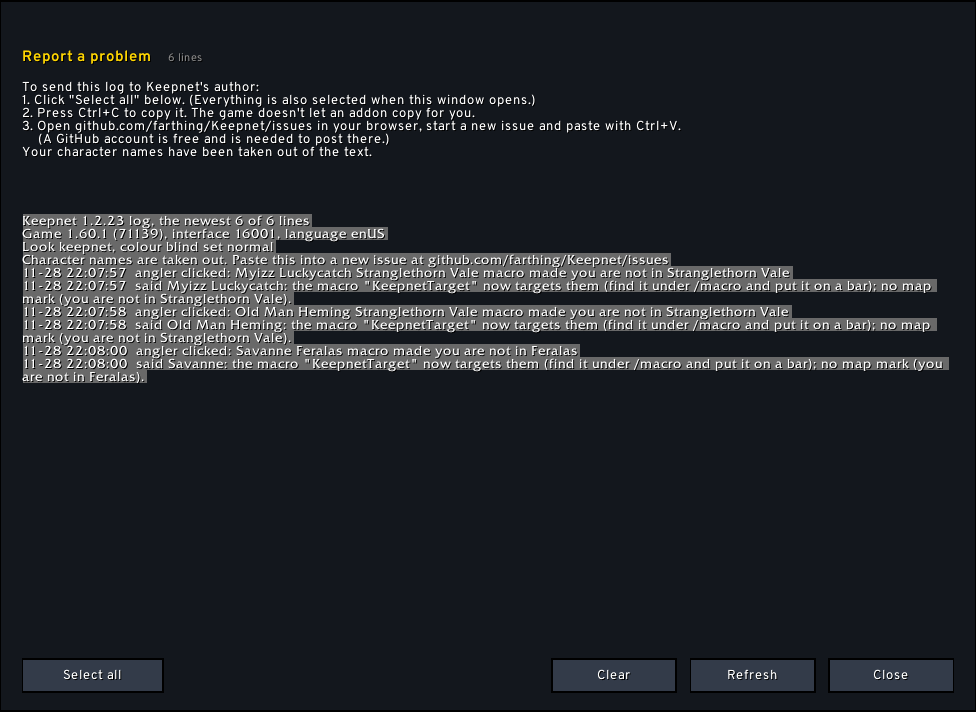 Report a problem 6 lines
To send this log to Keepnet's author:
1. Click "Select all" below. (Everything is also selected when this window opens.)
2. Press Ctrl+C to copy it. The game doesn't let an addon copy for you.
3. Open github.com/farthing/Keepnet/issues in your browser, start a new issue and paste with Ctrl+V.
(A GitHub account is free and is needed to post there.)
Your character names have been taken out of the text.
Keepnet 1.2.23 log, the newest 6 of 6 lines
Game 1.60.1 (71139), interface 16001, language enUS
Look keepnet, colour blind set normal
Character names are taken out. Paste this into a new issue at github.com/farthing/Keepnet/issues
11-28 22:07:57 angler clicked: Myizz Luckycatch Stranglethorn Vale macro made you are not in Stranglethorn Vale
11-28 22:07:57 said Myizz Luckycatch: the macro "KeepnetTarget" now targets them (find it under /macro and put it on a bar); no map
mark (you are not in Stranglethorn Vale).
11-28 22:07:58 angler clicked: Old Man Heming Stranglethorn Vale macro made you are not in Stranglethorn Vale
11-28 22:07:58 said Old Man Heming: the macro "KeepnetTarget" now targets them (find it under /macro and put it on a bar); no map
mark (you are not in Stranglethorn Vale).
11-28 22:08:00 angler clicked: Savanne Feralas macro made you are not in Feralas
11-28 22:08:00 said Savanne: the macro "KeepnetTarget" now targets them (find it under /macro and put it on a bar); no map mark (you
are not in Feralas).
Select all Clear Refresh Close